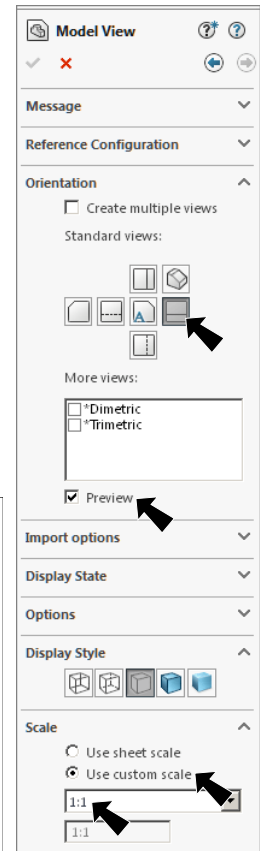 Model View
Message
Reference Configuration
Orientation
Create multiple views
Standard views:
A
More views:
*Dimetric
*Trimetric
Preview
Import options
Display State
Options
Display Style
Scale
Use sheet scale
Use custom scale
1:1
1:1